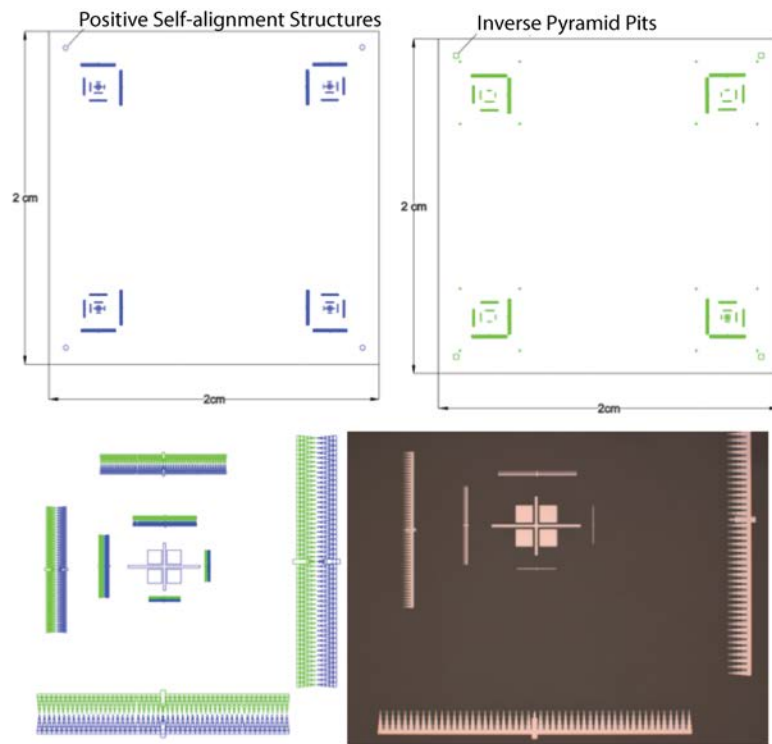 Positive Self-alignment Structures
Inverse Pyramid Pits
2 cm
2 cm
2cm
2cm